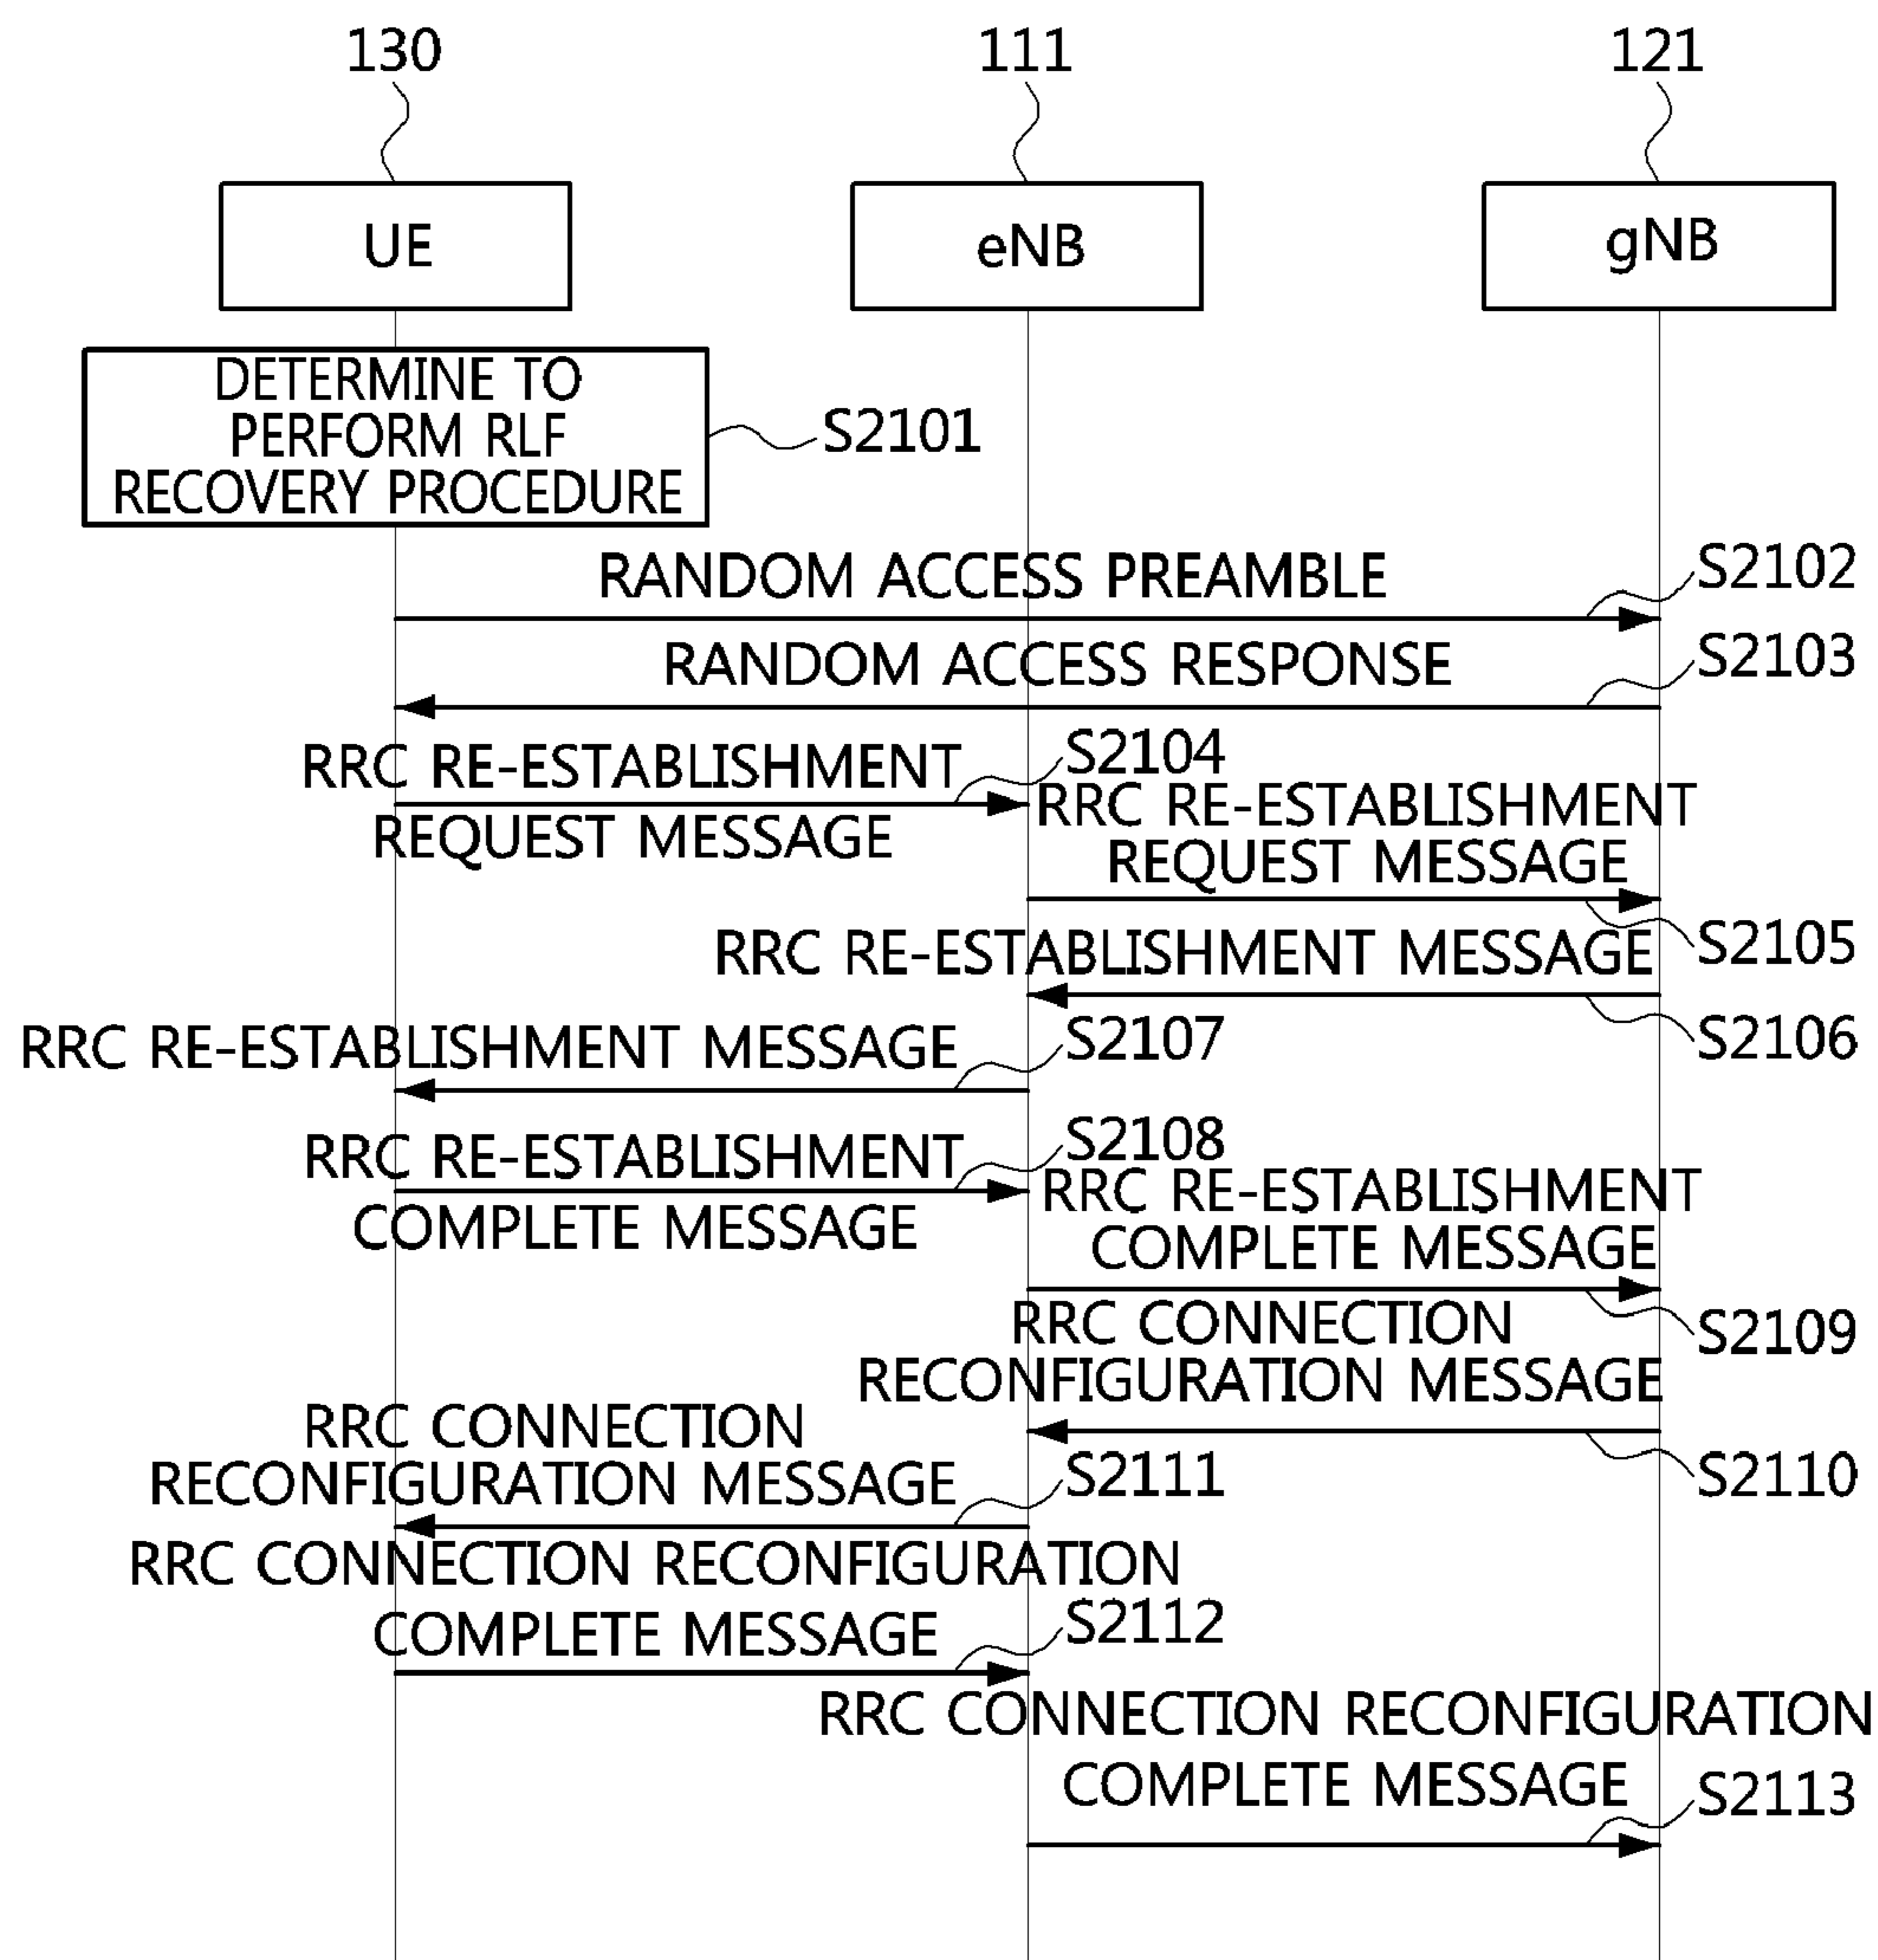 130
111
121
UE
eNB
gNB
DETERMINE TO
PERFORM RLF
RECOVERY PROCEDURE
S2101
RANDOM ACCESS PREAMBLE
S2102
RANDOM ACCESS RESPONSE
S2103
RRC RE-ESTABLISHMENT
REQUEST MESSAGE
S2104
RRC RE-ESTABLISHMENT
REQUEST MESSAGE
S2105
RRC RE-ESTABLISHMENT MESSAGE
S2106
RRC RE-ESTABLISHMENT MESSAGE
S2107
RRC RE-ESTABLISHMENT
COMPLETE MESSAGE
S2108
RRC RE-ESTABLISHMENT
COMPLETE MESSAGE
S2109
RRC CONNECTION
RECONFIGURATION MESSAGE
S2110
RRC CONNECTION
RECONFIGURATION MESSAGE
S2111
RRC CONNECTION RECONFIGURATION
COMPLETE MESSAGE
S2112
RRC CONNECTION RECONFIGURATION
COMPLETE MESSAGE
S2113